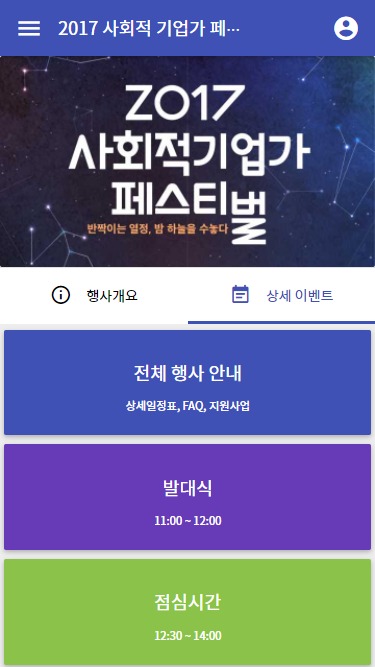 2017 사회적 기업가 페···
2017
사회적기업가
페스티벌
반짝이는 열정, 밤 하늘을 수놓다
행사개요
상세 이벤트
전체 행사 안내
상세일정표, FAQ, 지원사업
발대식
11:00 ~ 12:00
점심시간
12:30 ~ 14:00